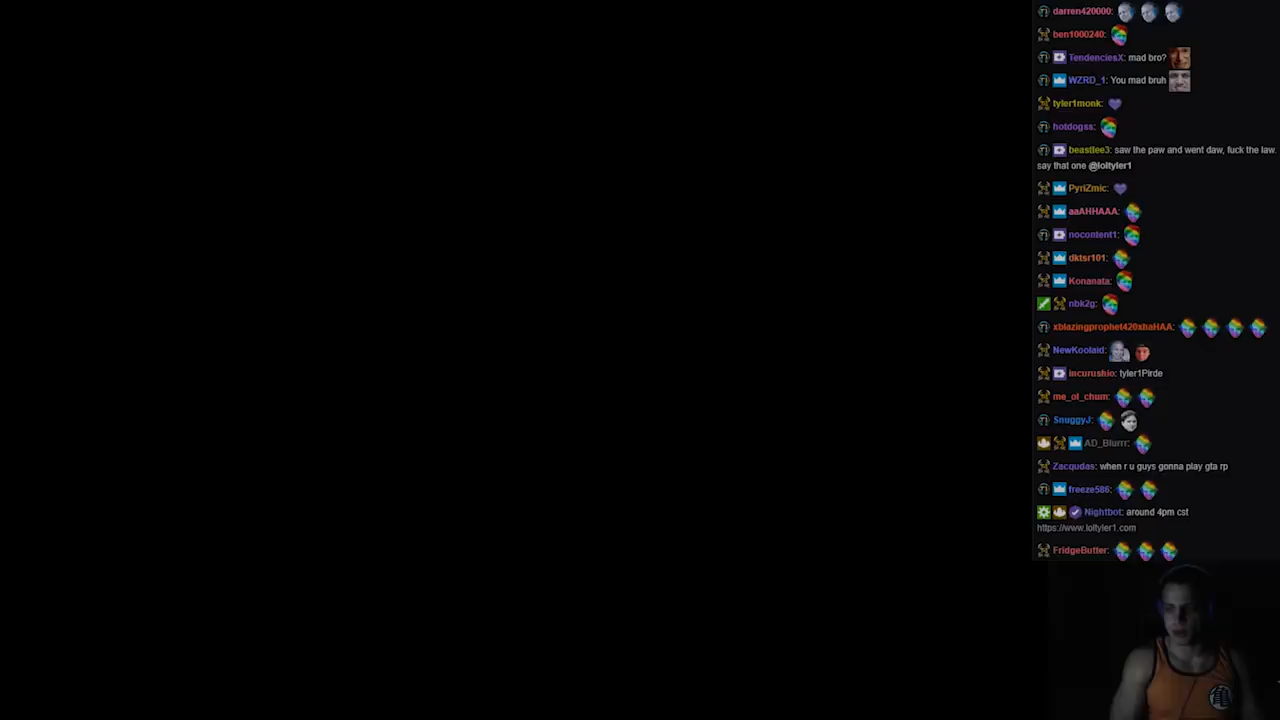 darren420000:
ben1000240:
TendenciesX: mad bro?
WZRD_1: You mad bruh
tyler1monk:
hotdogss:
beastlee3: saw the paw and went daw, fuck the law.
say that one @loltyler1
PyriZmic:
aaAHHAAA:
nocontent1:
dktsr101:
Konanata:
nbk2g:
xblazingprophet420xhaHAA:
NewKoolaid:
incurushio: tyler1Pirde
me_ol_chum:
SnuggyJ:
AD_Blurrr:
Zacqudas: when r u guys gonna play gta rp
freeze586:
Nightbot: around 4pm cst
https://www.loltyler1.com
FridgeButter: